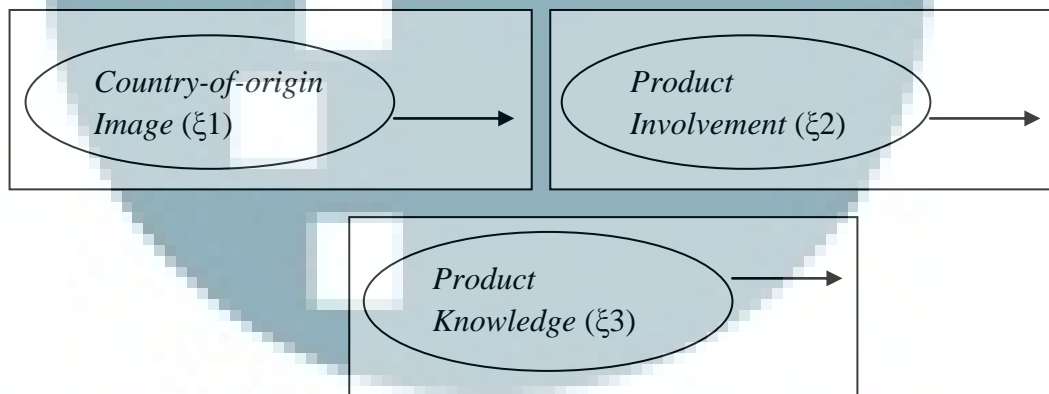 Country-of-origin
Image (ξ1)
Product
Involvement (ξ2)
Product
Knowledge (ξ3)